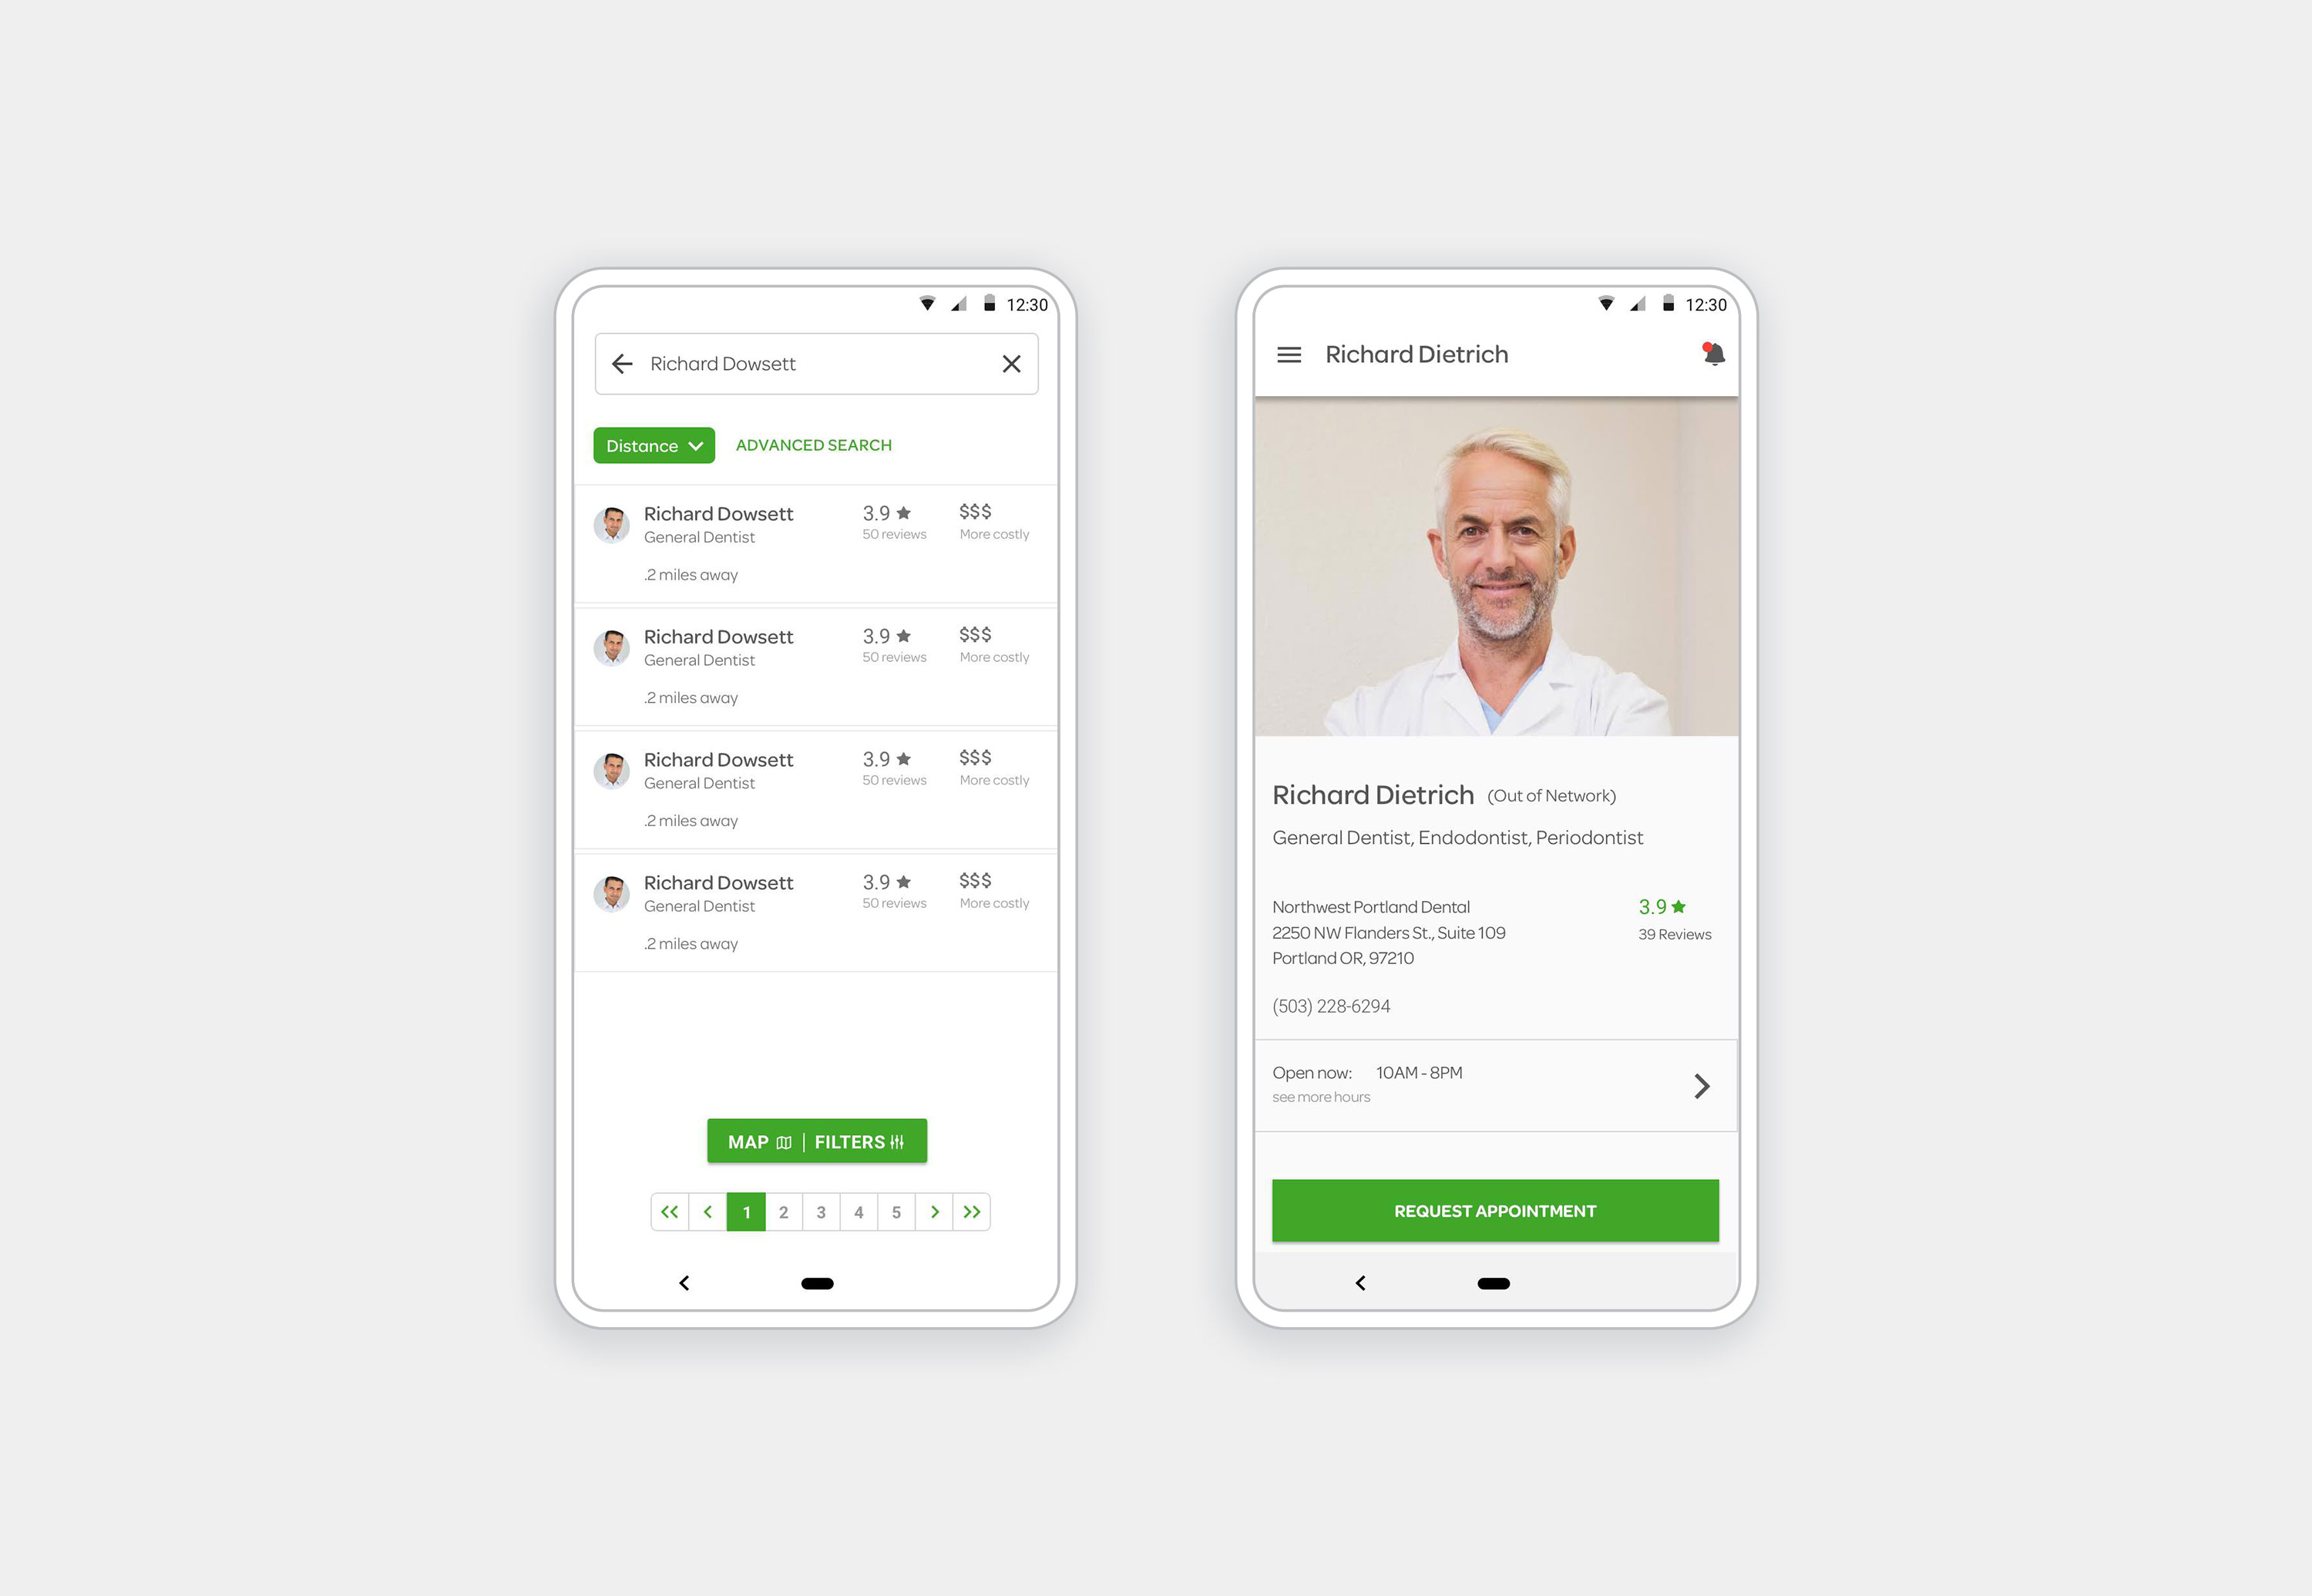 12:30
Richard Dowsett
Distance
ADVANCED SEARCH
Richard Dowsett
3.9
$$$
General Dentist
50 reviews
More costly
.2 miles away
Richard Dowsett
3.9
$$$
General Dentist
50 reviews
More costly
.2 miles away
Richard Dowsett
3.9
$$$
General Dentist
50 reviews
More costly
.2 miles away
Richard Dowsett
3.9
$$$
General Dentist
50 reviews
More costly
.2 miles away
MAP | FILTERS
<< < 1 2 3 4 5 > >>
12:30
Richard Dietrich
Richard Dietrich (Out of Network)
General Dentist, Endodontist, Periodontist
Northwest Portland Dental
3.9
2250 NW Flanders St., Suite 109
39 Reviews
Portland OR, 97210
(503) 228-6294
Open now: 10AM - 8PM
see more hours
REQUEST APPOINTMENT